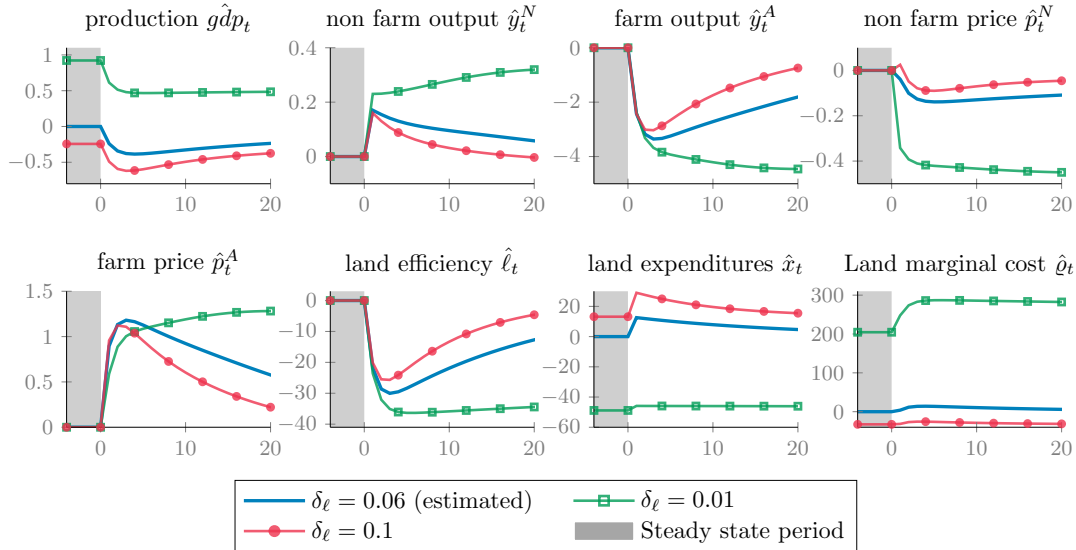 production gd̂p_t
non farm output ŷ_t^N
farm output ŷ_t^A
non farm price p̂_t^N
1
0.5
0
−0.5
0 10 20
0.4
0.2
0
0 10 20
0
−2
−4
0 10 20
0
−0.2
−0.4
0 10 20
farm price p̂_t^A
land efficiency ℓ̂_t
land expenditures x̂_t
Land marginal cost ϱ̂_t
1.5
1
0.5
0
0 10 20
0
−10
−20
−30
−40
0 10 20
20
0
−20
−40
−60
0 10 20
300
200
100
0
0 10 20
δ_ℓ = 0.06 (estimated)
δ_ℓ = 0.01
δ_ℓ = 0.1
Steady state period